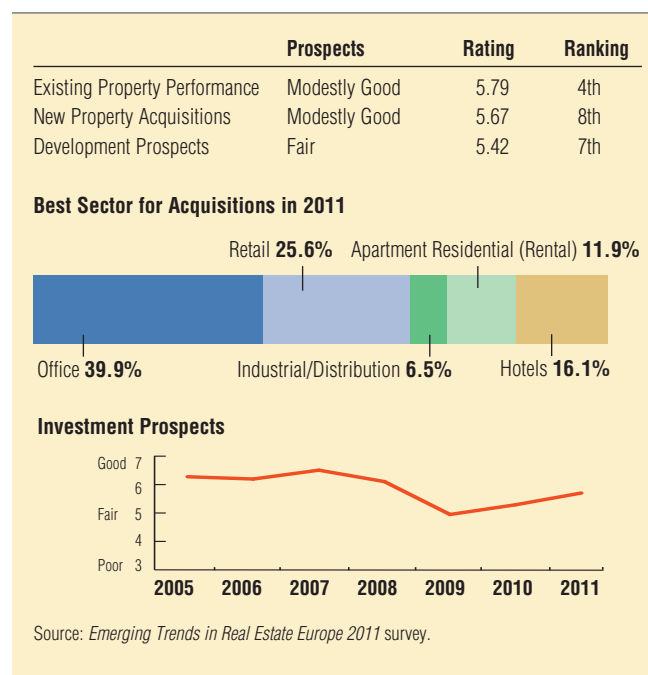 Prospects Rating Ranking
Existing Property Performance Modestly Good 5.79 4th
New Property Acquisitions Modestly Good 5.67 8th
Development Prospects Fair 5.42 7th
Best Sector for Acquisitions in 2011
Retail 25.6% Apartment Residential (Rental) 11.9%
Office 39.9% Industrial/Distribution 6.5% Hotels 16.1%
Investment Prospects
Good 7
6
Fair 5
4
Poor 3
2005 2006 2007 2008 2009 2010 2011
Source: Emerging Trends in Real Estate Europe 2011 survey.